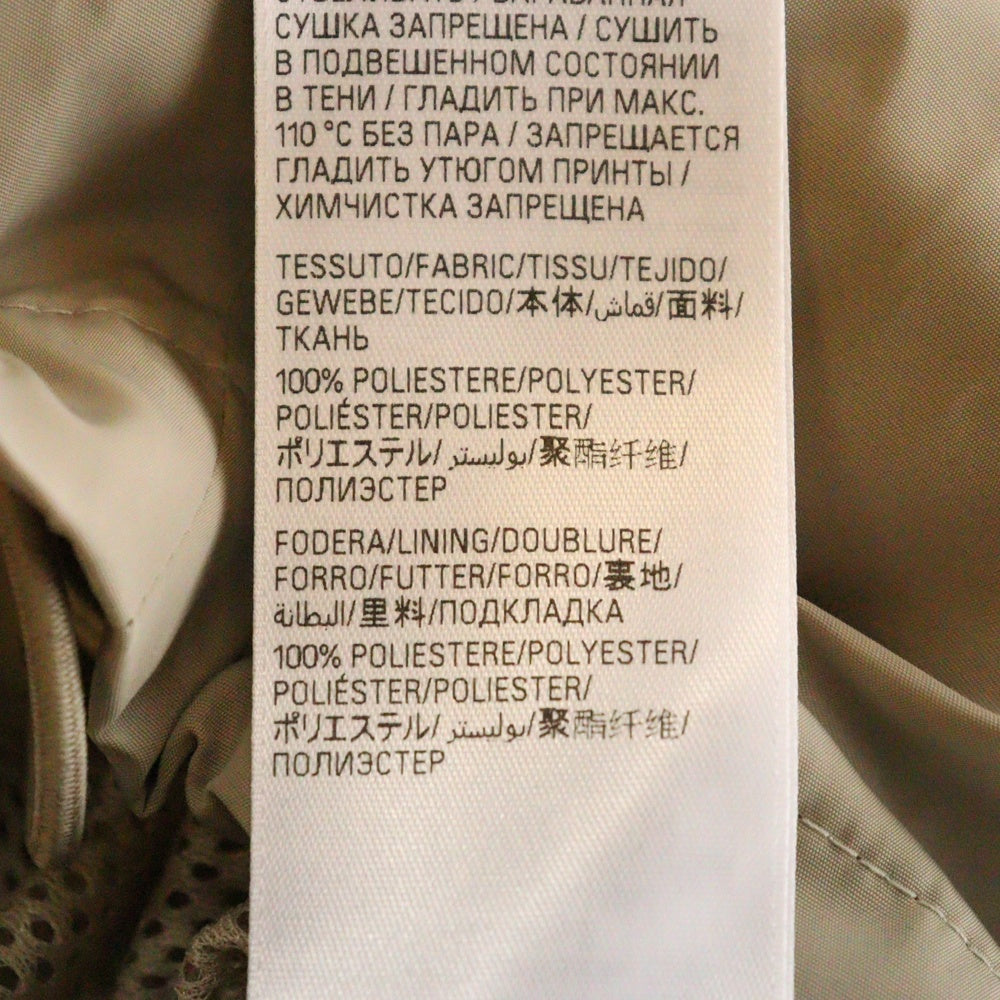 СУШКА ЗАПРЕЩЕНА / СУШИТЬ
В ПОДВЕШЕННОМ СОСТОЯНИИ
В ТЕНИ / ГЛАДИТЬ ПРИ МАКС.
110 °C БЕЗ ПАРА / ЗАПРЕЩАЕТСЯ
ГЛАДИТЬ УТЮГОМ ПРИНТЫ /
ХИМЧИСТКА ЗАПРЕЩЕНА
TESSUTO/FABRIC/TISSU/TEJIDO/
GEWEBE/TECIDO/本体/قماش/面料/
ТКАНЬ
100% POLIESTERE/POLYESTER/
POLIÉSTER/POLIESTER/
ポリエステル/بوليستر/聚酯纤维/
ПОЛИЭСТЕР
FODERA/LINING/DOUBLURE/
FORRO/FUTTER/FORRO/裏地/
البطانة/里料/ПОДКЛАДКА
100% POLIESTERE/POLYESTER/
POLIÉSTER/POLIESTER/
ポリエステル/بوليستر/聚酯纤维/
ПОЛИЭСТЕР